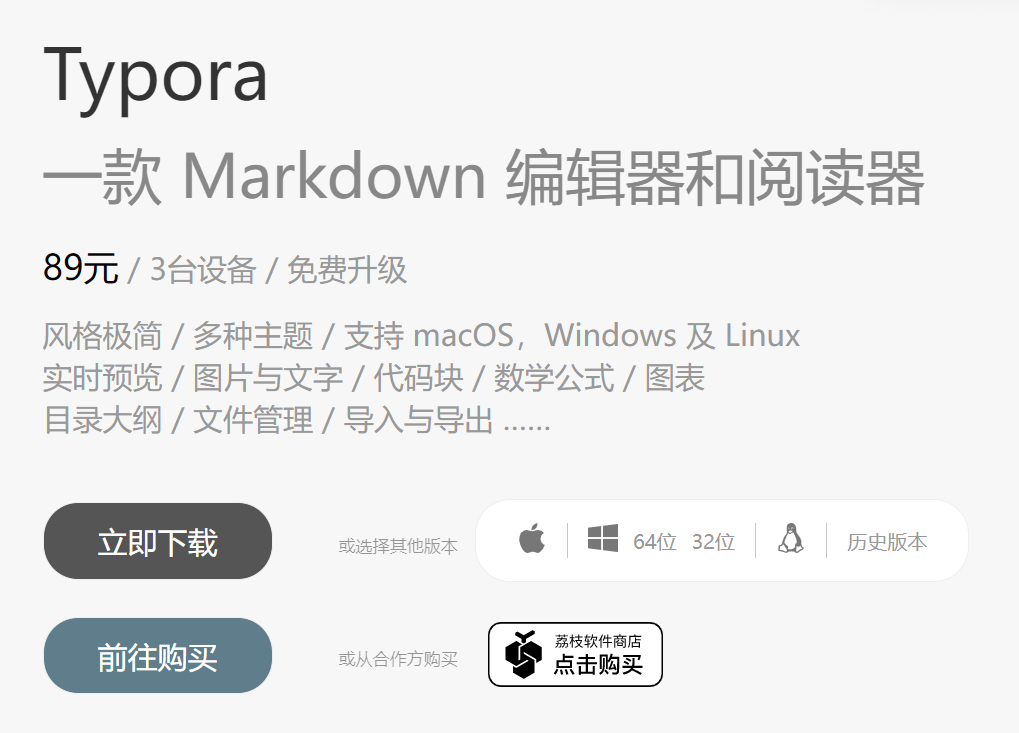 Typora
一款 Markdown 编辑器和阅读器
89元 / 3台设备 / 免费升级
风格极简 / 多种主题 / 支持 macOS，Windows 及 Linux
实时预览 / 图片与文字 / 代码块 / 数学公式 / 图表
目录大纲 / 文件管理 / 导入与导出 ……
立即下载 或选择其他版本 64位 32位 历史版本
前往购买 或从合作方购买 荔枝软件商店
点击购买